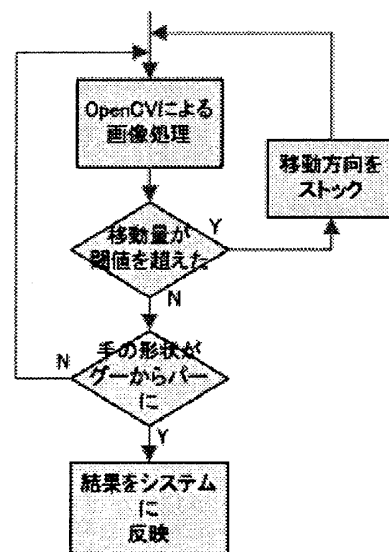 OpenCVによる
画像処理
移動方向を
ストック
移動量が
閾値を超えた
Y
N
手の形状が
グーからパー
に
N
Y
結果をシステム
に
反映